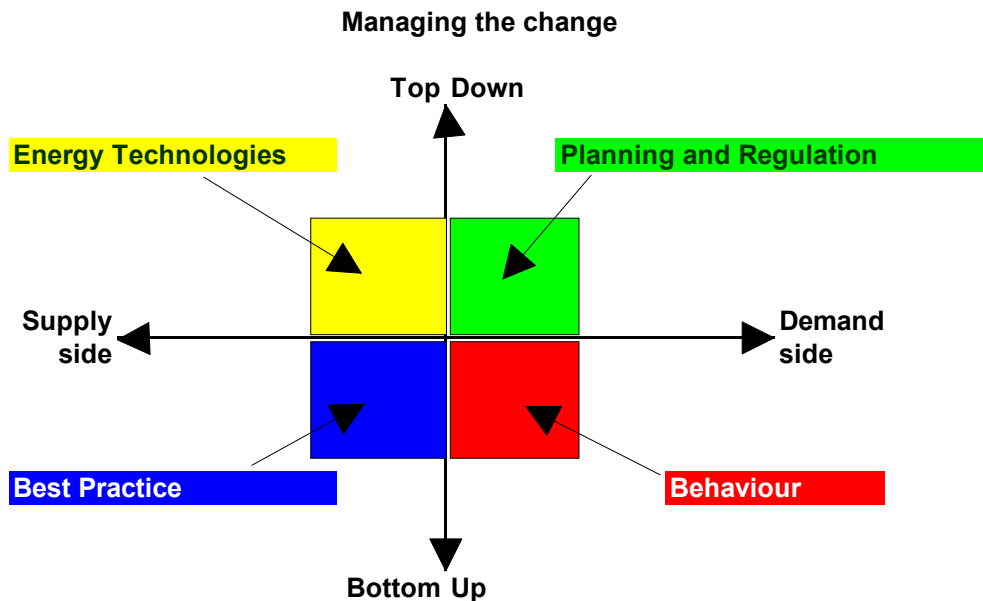 Managing the change
Top Down
Energy Technologies
Planning and Regulation
Supply
side
Demand
side
Best Practice
Behaviour
Bottom Up